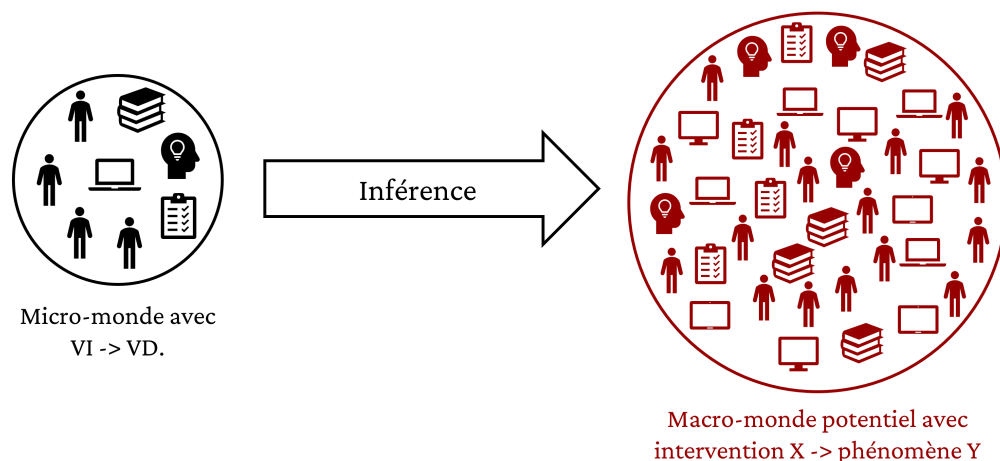 Inférence
Micro-monde avec
VI -> VD.
Macro-monde potentiel avec
intervention X -> phénomène Y